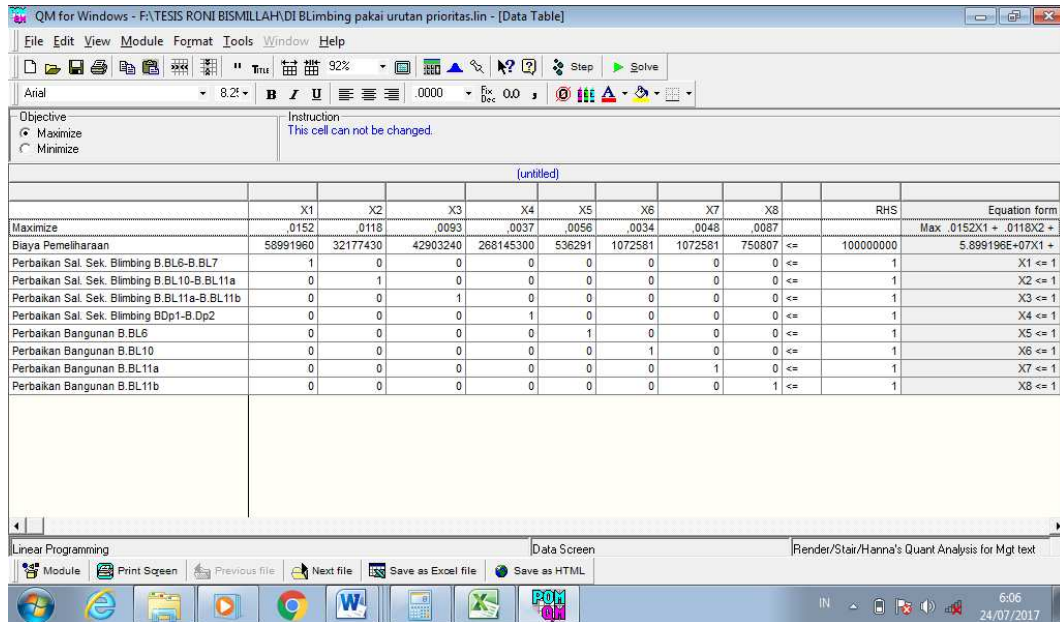 QM for Windows - F:\TESIS RONI BISMILLAH\DI BLimbing pakai urutan prioritas.lin - [Data Table]
File Edit View Module Format Tools Window Help
92% Step Solve
Arial 8.2 B I U .0000 Fix Dec 0.0
Objective
Maximize
Minimize
Instruction
This cell can not be changed.
(untitled)
X1 X2 X3 X4 X5 X6 X7 X8 RHS Equation form
Maximize ,0152 ,0118 ,0093 ,0037 ,0056 ,0034 ,0048 ,0087 Max .0152X1 + .0118X2 +
Biaya Pemeliharaan 58991960 32177430 42903240 268145300 536291 1072581 1072581 750807 <= 100000000 5.899196E+07X1 +
Perbaikan Sal. Sek. Blimbing B.BL6-B.BL7 1 0 0 0 0 0 0 0 <= 1 X1 <= 1
Perbaikan Sal. Sek. Blimbing B.BL10-B.BL11a 0 1 0 0 0 0 0 0 <= 1 X2 <= 1
Perbaikan Sal. Sek. Blimbing B.BL11a-B.BL11b 0 0 1 0 0 0 0 0 <= 1 X3 <= 1
Perbaikan Sal. Sek. Blimbing BDp1-B.Dp2 0 0 0 1 0 0 0 0 <= 1 X4 <= 1
Perbaikan Bangunan B.BL6 0 0 0 0 1 0 0 0 <= 1 X5 <= 1
Perbaikan Bangunan B.BL10 0 0 0 0 0 1 0 0 <= 1 X6 <= 1
Perbaikan Bangunan B.BL11a 0 0 0 0 0 0 1 0 <= 1 X7 <= 1
Perbaikan Bangunan B.BL11b 0 0 0 0 0 0 0 1 <= 1 X8 <= 1
Linear Programming Data Screen Render/Stair/Hanna's Quant Analysis for Mgt text
Module Print Screen Previous file Next file Save as Excel file Save as HTML
POM QM IN 6:06
24/07/2017